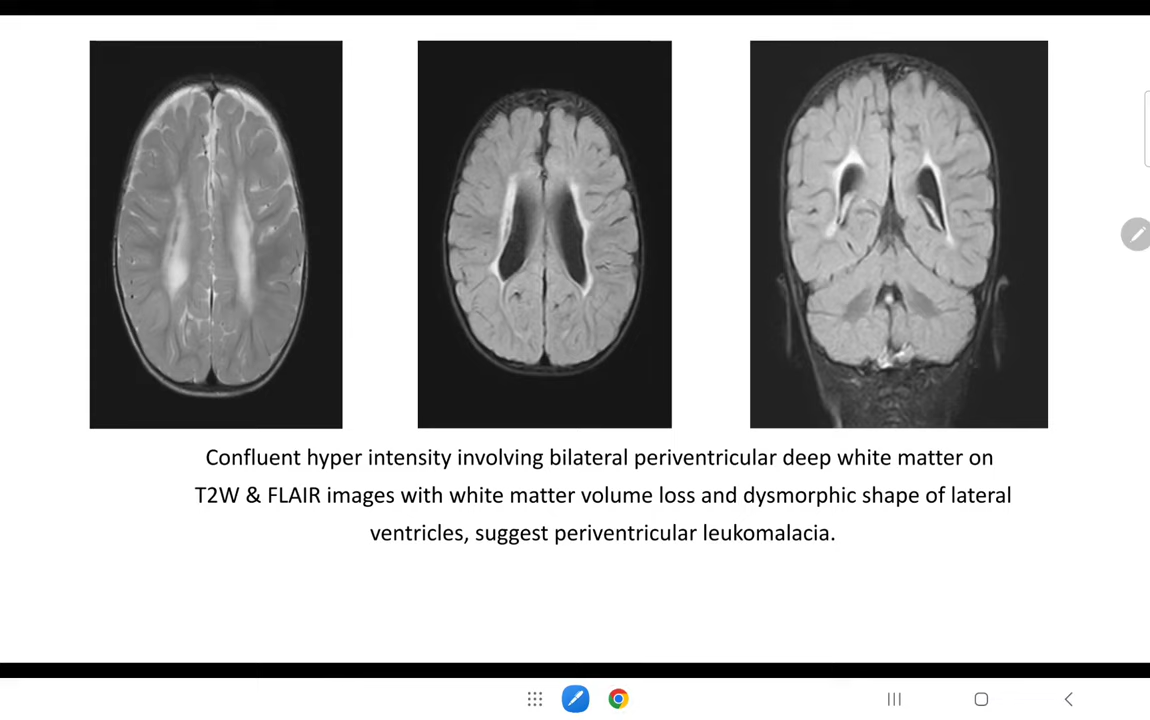 Confluent hyper intensity involving bilateral periventricular deep white matter on
T2W & FLAIR images with white matter volume loss and dysmorphic shape of lateral
ventricles, suggest periventricular leukomalacia.